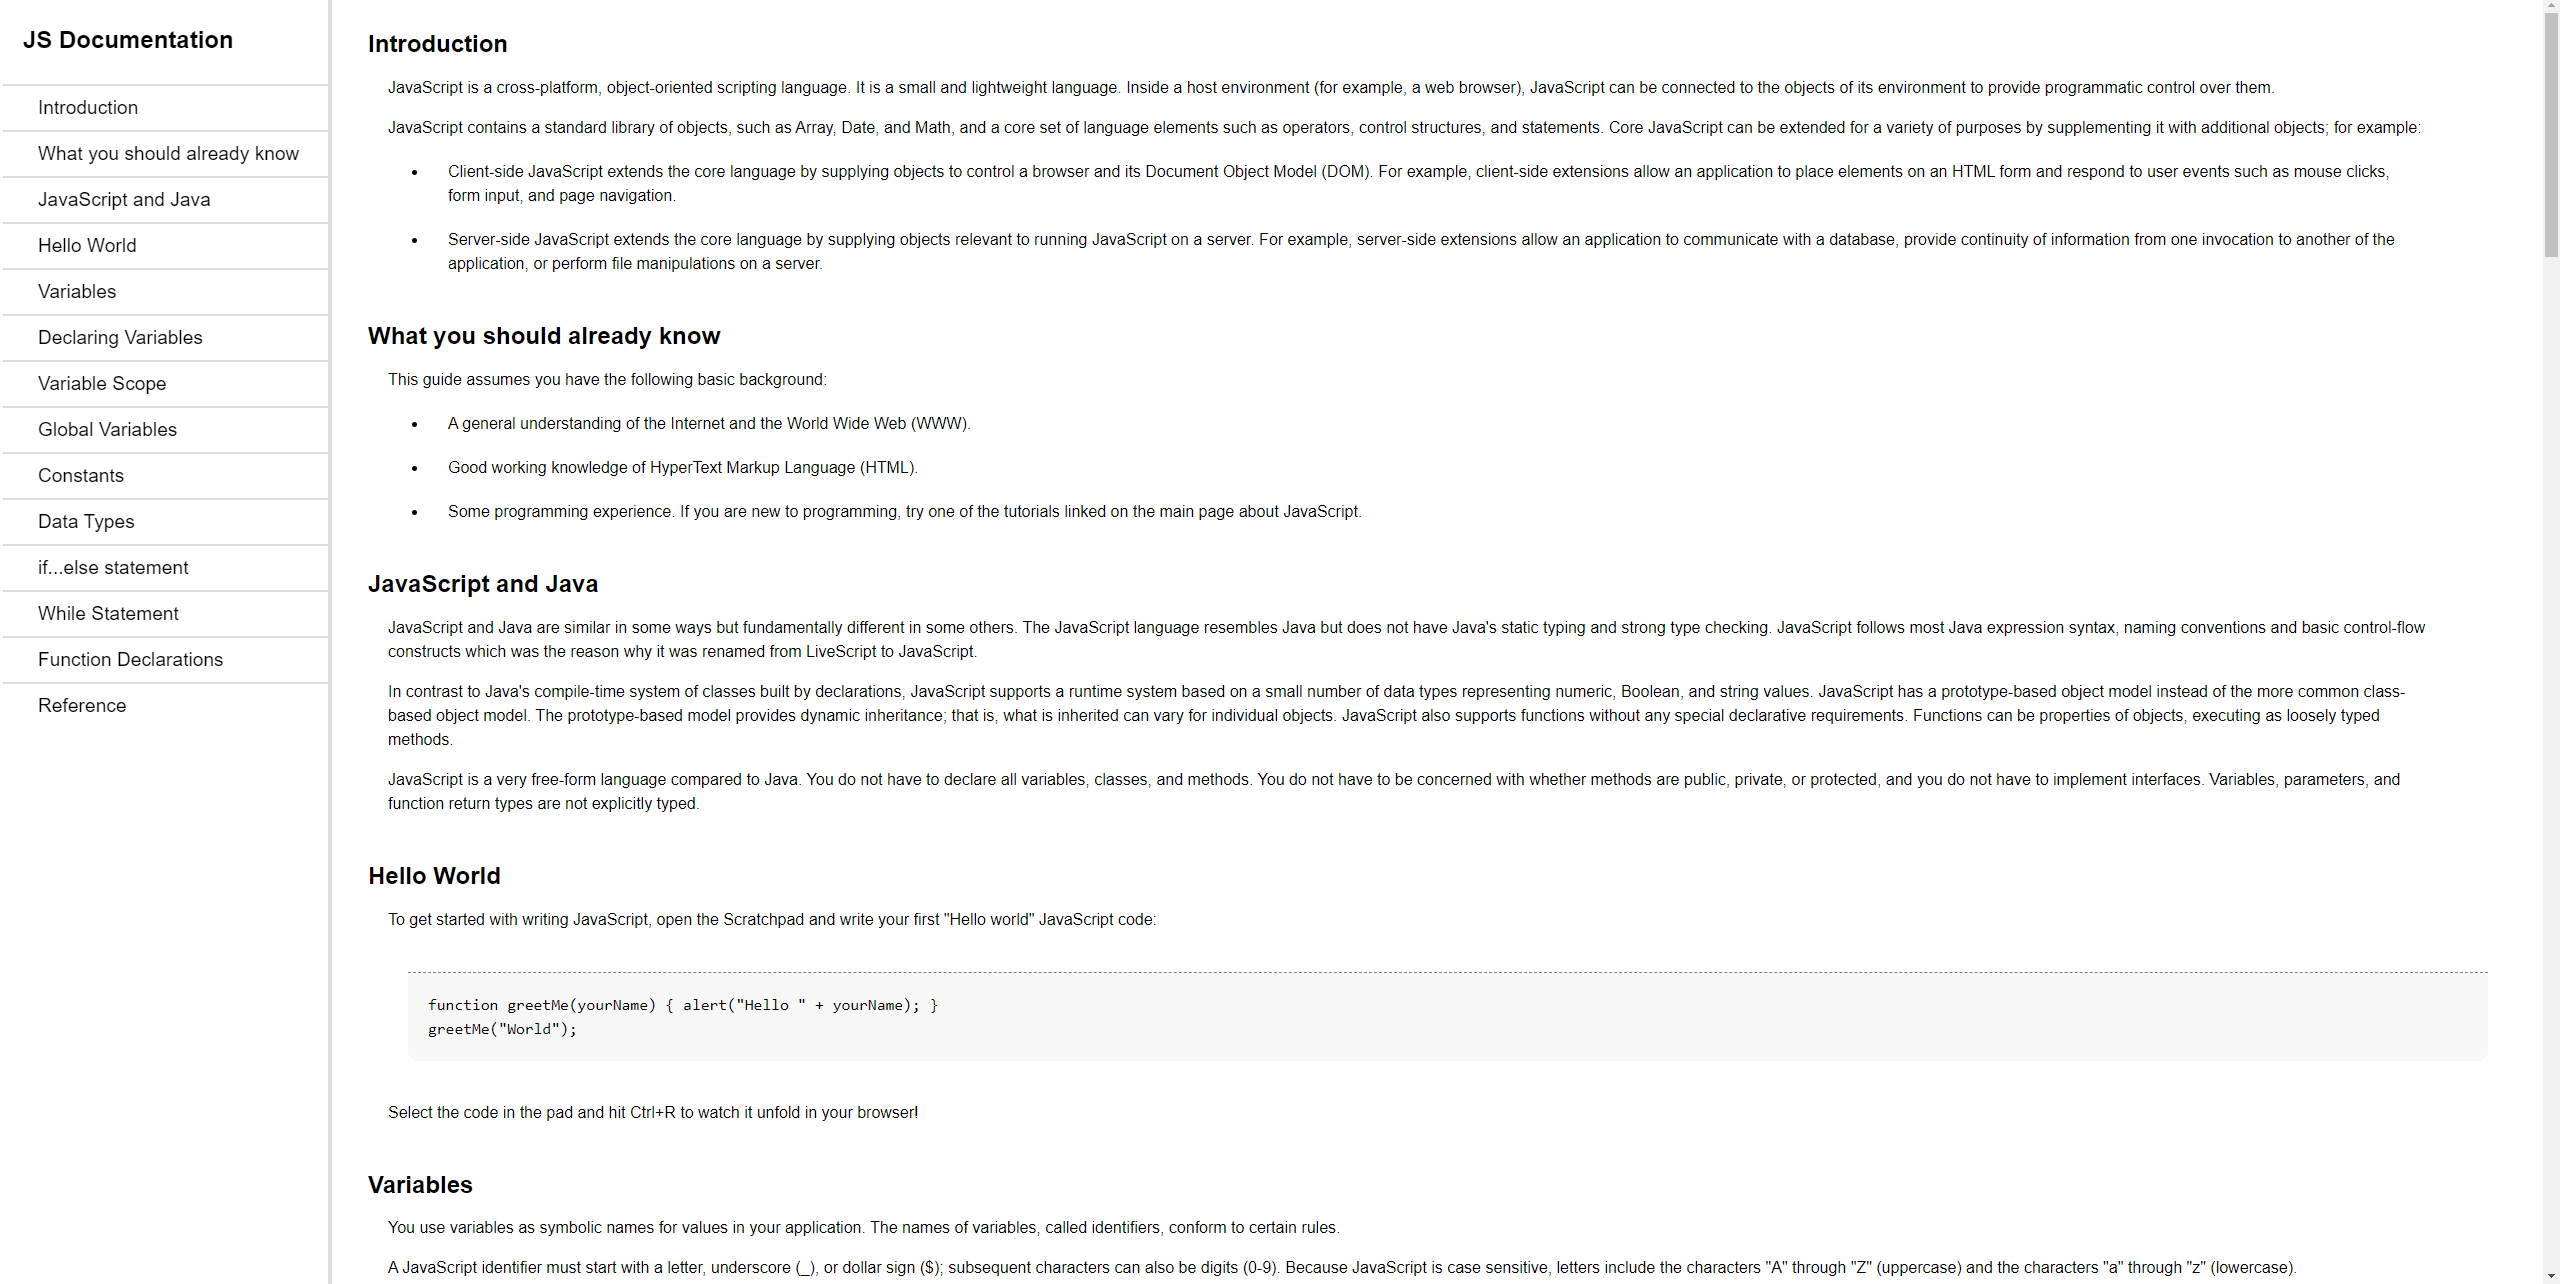 JS Documentation
Introduction
What you should already know
JavaScript and Java
Hello World
Variables
Declaring Variables
Variable Scope
Global Variables
Constants
Data Types
if...else statement
While Statement
Function Declarations
Reference
Introduction
JavaScript is a cross-platform, object-oriented scripting language. It is a small and lightweight language. Inside a host environment (for example, a web browser), JavaScript can be connected to the objects of its environment to provide programmatic control over them.
JavaScript contains a standard library of objects, such as Array, Date, and Math, and a core set of language elements such as operators, control structures, and statements. Core JavaScript can be extended for a variety of purposes by supplementing it with additional objects; for example:
• Client-side JavaScript extends the core language by supplying objects to control a browser and its Document Object Model (DOM). For example, client-side extensions allow an application to place elements on an HTML form and respond to user events such as mouse clicks,
form input, and page navigation.
• Server-side JavaScript extends the core language by supplying objects relevant to running JavaScript on a server. For example, server-side extensions allow an application to communicate with a database, provide continuity of information from one invocation to another of the
application, or perform file manipulations on a server.
What you should already know
This guide assumes you have the following basic background:
• A general understanding of the Internet and the World Wide Web (WWW).
• Good working knowledge of HyperText Markup Language (HTML).
• Some programming experience. If you are new to programming, try one of the tutorials linked on the main page about JavaScript.
JavaScript and Java
JavaScript and Java are similar in some ways but fundamentally different in some others. The JavaScript language resembles Java but does not have Java's static typing and strong type checking. JavaScript follows most Java expression syntax, naming conventions and basic control-flow
constructs which was the reason why it was renamed from LiveScript to JavaScript.
In contrast to Java's compile-time system of classes built by declarations, JavaScript supports a runtime system based on a small number of data types representing numeric, Boolean, and string values. JavaScript has a prototype-based object model instead of the more common class-
based object model. The prototype-based model provides dynamic inheritance; that is, what is inherited can vary for individual objects. JavaScript also supports functions without any special declarative requirements. Functions can be properties of objects, executing as loosely typed
methods.
JavaScript is a very free-form language compared to Java. You do not have to declare all variables, classes, and methods. You do not have to be concerned with whether methods are public, private, or protected, and you do not have to implement interfaces. Variables, parameters, and
function return types are not explicitly typed.
Hello World
To get started with writing JavaScript, open the Scratchpad and write your first "Hello world" JavaScript code:
function greetMe(yourName) { alert("Hello " + yourName); }
greetMe("World");
Select the code in the pad and hit Ctrl+R to watch it unfold in your browser!
Variables
You use variables as symbolic names for values in your application. The names of variables, called identifiers, conform to certain rules.
A JavaScript identifier must start with a letter, underscore (_), or dollar sign ($); subsequent characters can also be digits (0-9). Because JavaScript is case sensitive, letters include the characters "A" through "Z" (uppercase) and the characters "a" through "z" (lowercase).